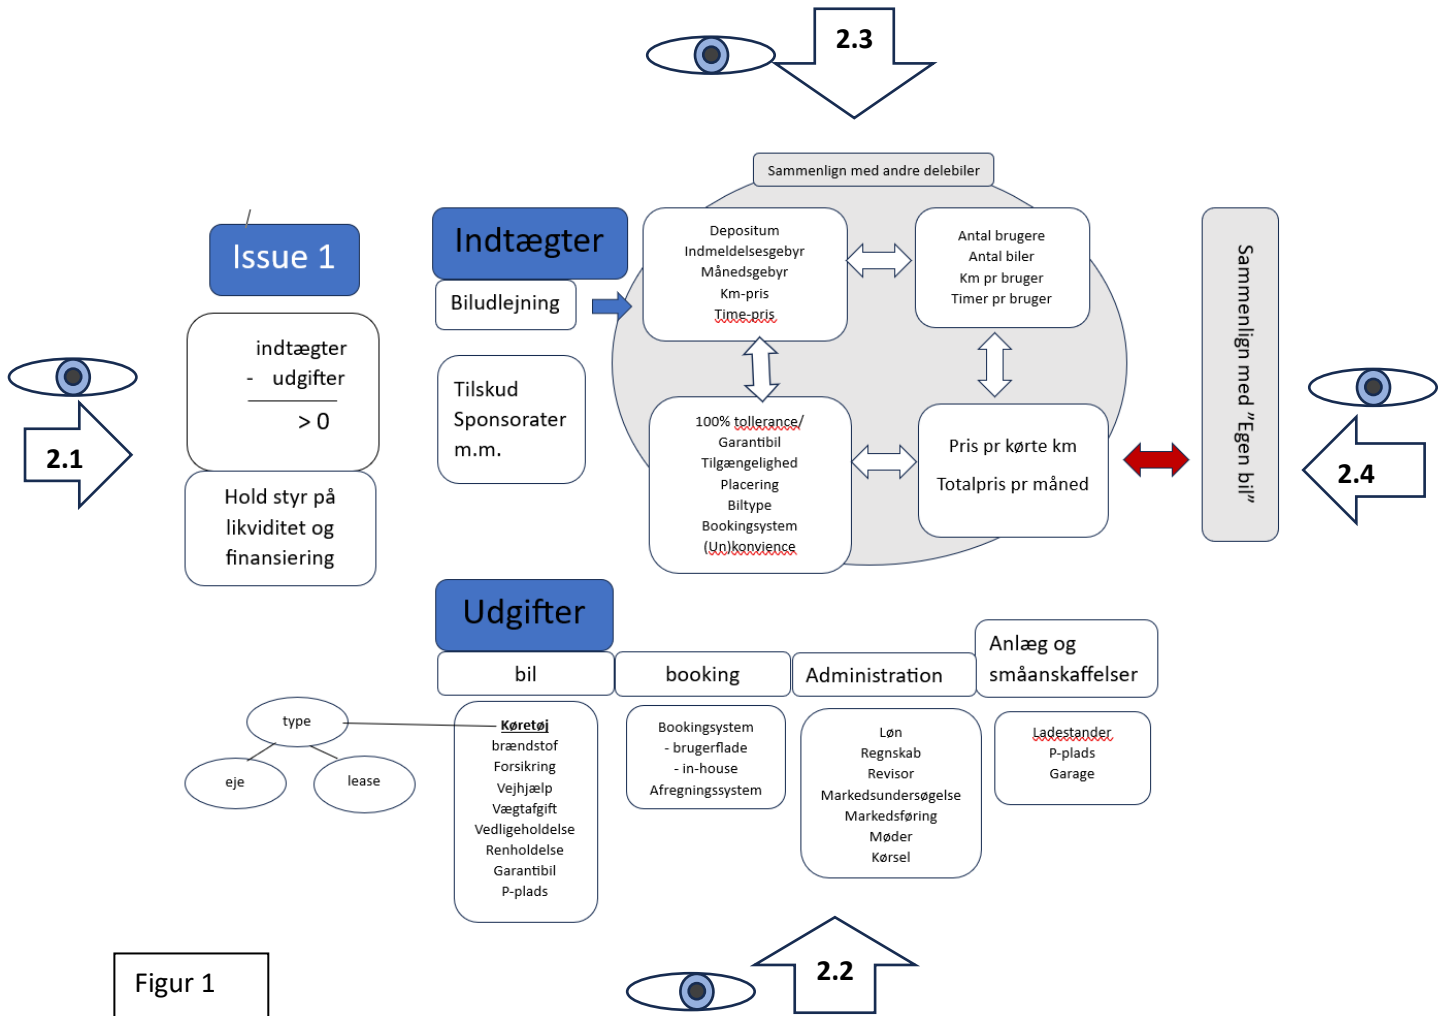 2.3
Sammenlign med andre delebiler
Issue 1
indtægter
- udgifter
> 0
Hold styr på
likviditet og
finansiering
2.1
Indtægter
Biludlejning
Tilskud
Sponsorater
m.m.
Depositum
Indmeldelsesgebyr
Månedsgebyr
Km-pris
Time-pris
Antal brugere
Antal biler
Km pr bruger
Timer pr bruger
100% tollerance/
Garantibil
Tilgængelighed
Placering
Biltype
Bookingsystem
(Un)konvience
Pris pr kørte km
Totalpris pr måned
Sammenlign med ”Egen bil”
2.4
Udgifter
bil
booking
Administration
Anlæg og
småanskaffelser
type
eje
lease
Køretøj
brændstof
Forsikring
Vejhjælp
Vægtafgift
Vedligeholdelse
Renholdelse
Garantibil
P-plads
Bookingsystem
- brugerflade
- in-house
Afregningssystem
Løn
Regnskab
Revisor
Markedsundersøgelse
Markedsføring
Møder
Kørsel
Ladestander
P-plads
Garage
2.2
Figur 1